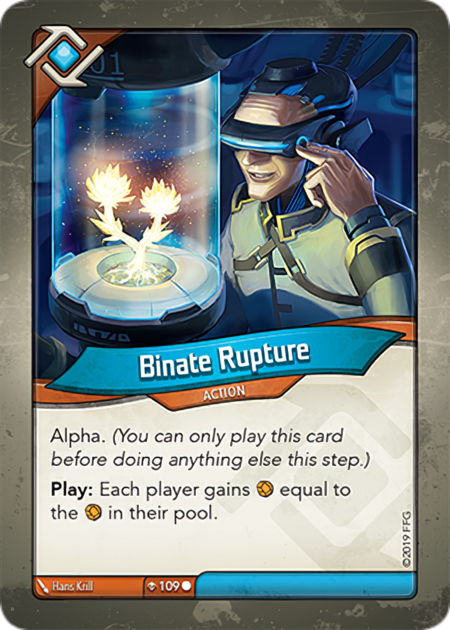 01
Binate Rupture
ACTION
Alpha. (You can only play this card
before doing anything else this step.)
Play: Each player gains equal to
the in their pool.
©2019 FFG
Hans Krill
109